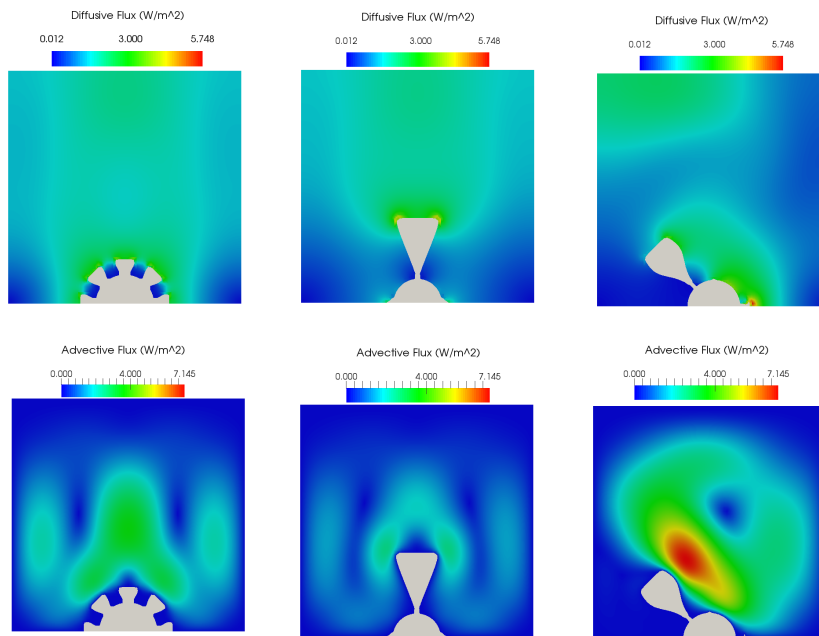 Diffusive Flux (W/m^2)
0.012 3.000 5.748
Diffusive Flux (W/m^2)
0.012 3.000 5.748
Diffusive Flux (W/m^2)
0.012 3.000 5.748
Advective Flux (W/m^2)
0.000 4.000 7.145
Advective Flux (W/m^2)
0.000 4.000 7.145
Advective Flux (W/m^2)
0.000 4.000 7.145